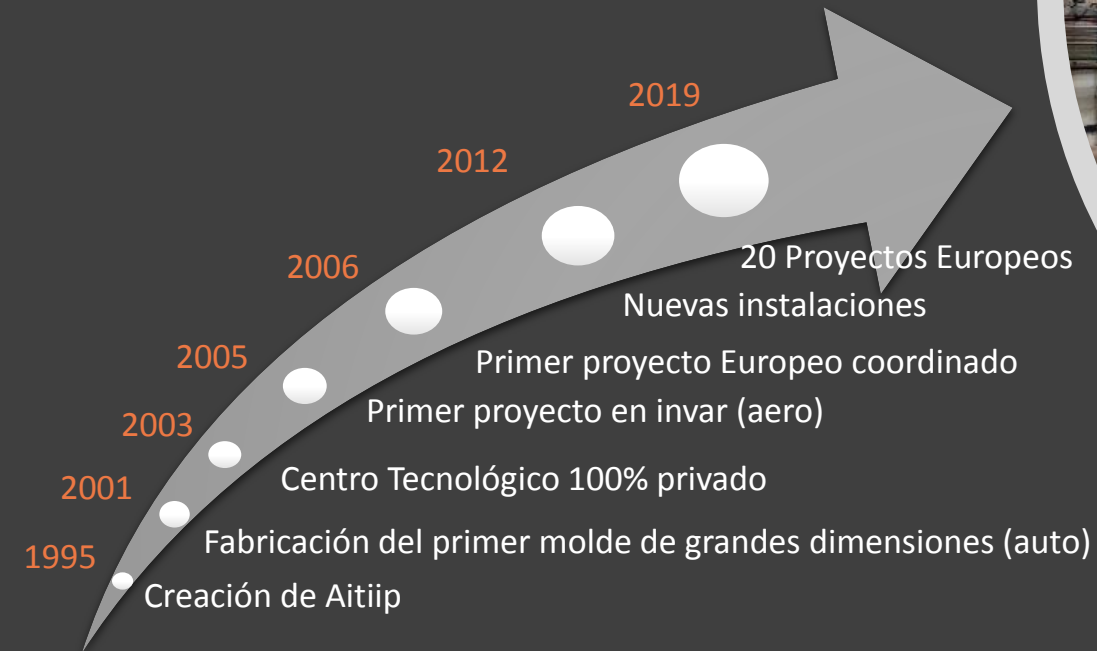 2019
2012
2006
2005
2003
2001
1995
20 Proyectos Europeos
Nuevas instalaciones
Primer proyecto Europeo coordinado
Primer proyecto en invar (aero)
Centro Tecnológico 100% privado
Fabricación del primer molde de grandes dimensiones (auto)
Creación de Aitiip